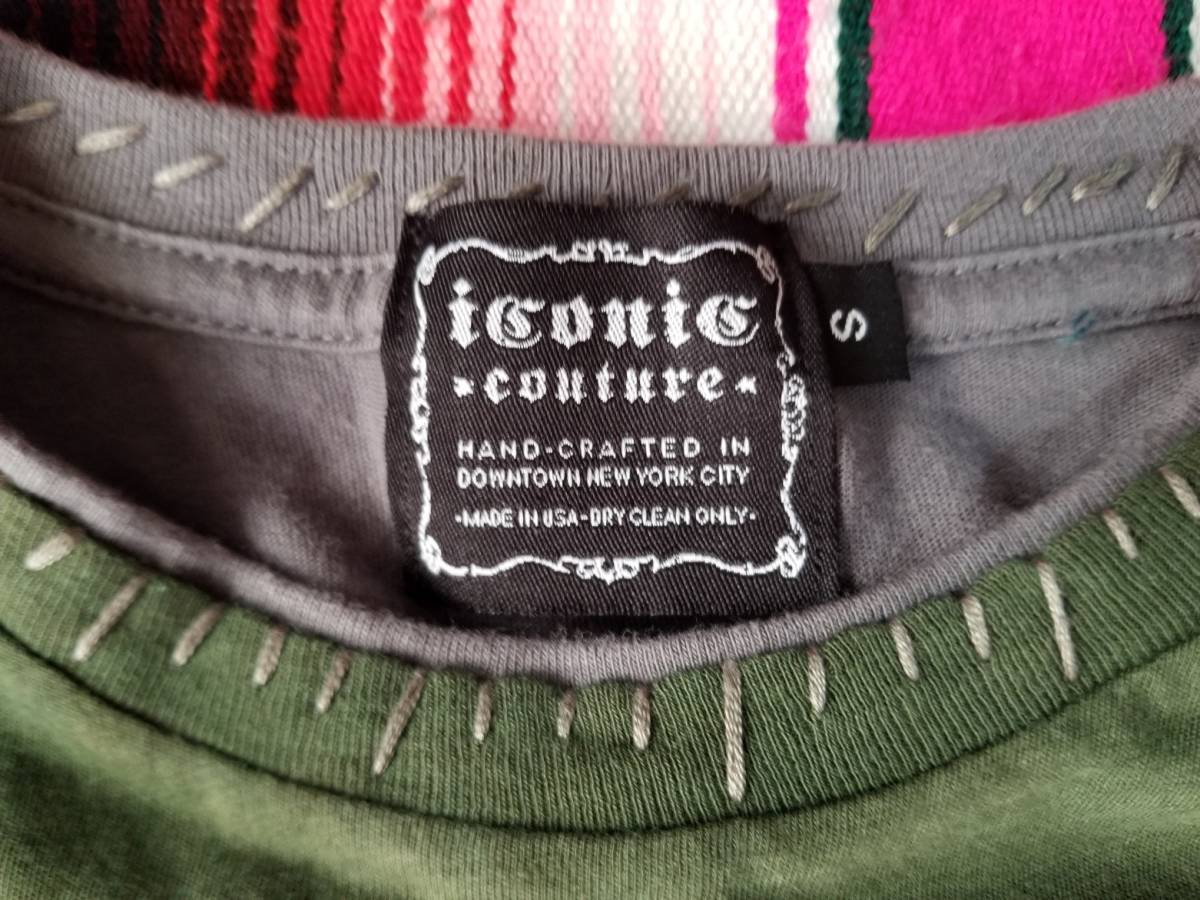 iconic
couture
HAND-CRAFTED IN
DOWNTOWN NEW YORK CITY
-MADE IN USA-DRY CLEAN ONLY-
S